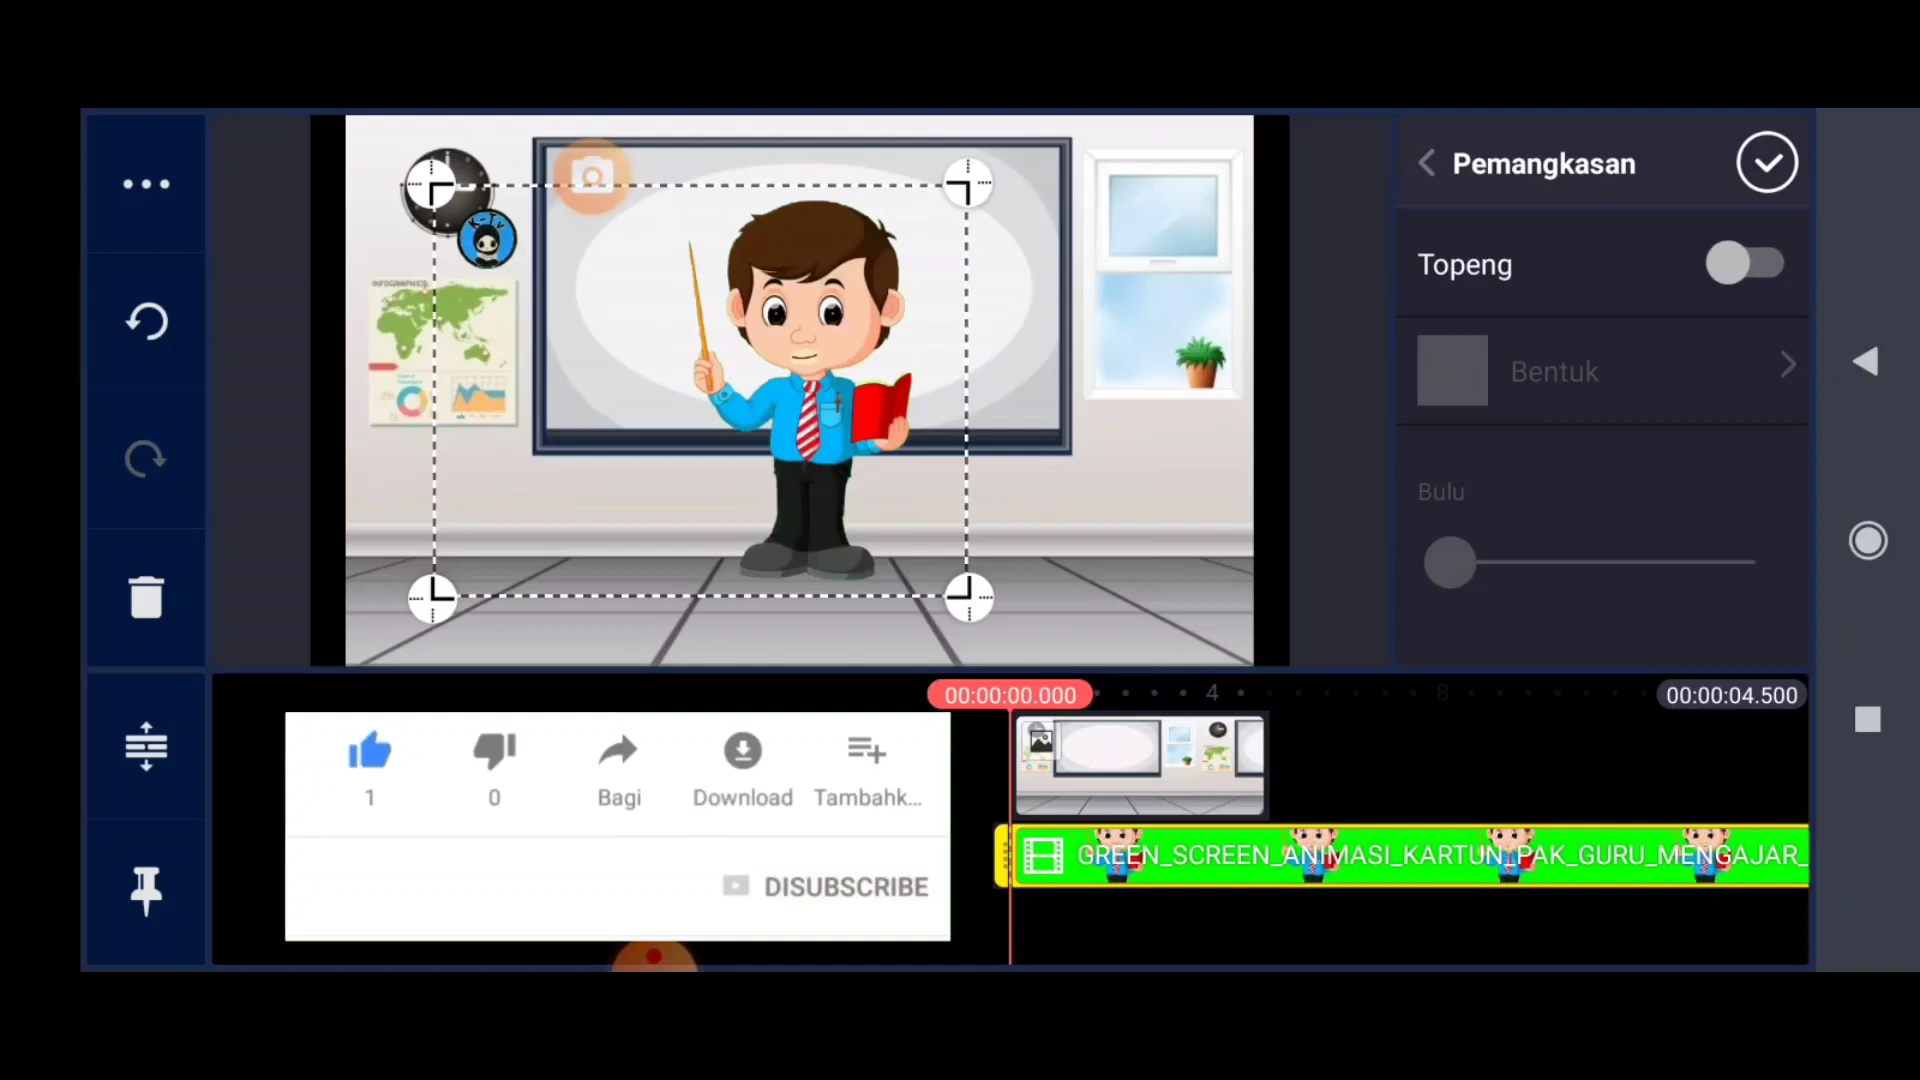 Pemangkasan
Topeng
Bentuk
Bulu
INFOGRAPHICS
00:00:00.000
4
8
00:00:04.500
1
0
Bagi
Download
Tambahk...
DISUBSCRIBE
GREEN_SCREEN_ANIMASI_KARTUN_PAK_GURU_MENGAJAR_